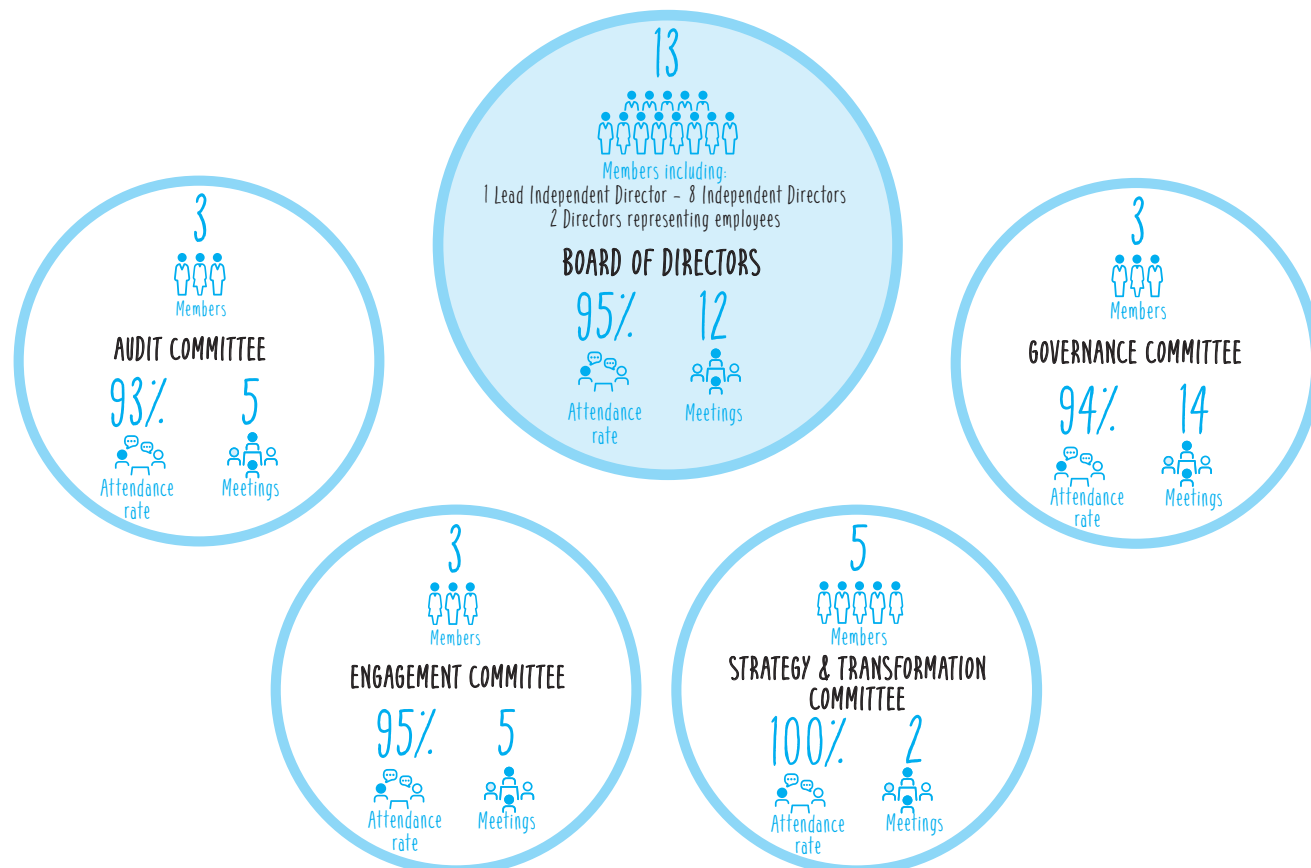 13
Members including:
1 Lead Independent Director – 8 Independent Directors
2 Directors representing employees
BOARD OF DIRECTORS
95% 12
Attendance Meetings
rate
3
Members
AUDIT COMMITTEE
93% 5
Attendance Meetings
rate
3
Members
GOVERNANCE COMMITTEE
94% 14
Attendance Meetings
rate
3
Members
ENGAGEMENT COMMITTEE
95% 5
Attendance Meetings
rate
5
Members
STRATEGY & TRANSFORMATION
COMMITTEE
100% 2
Attendance Meetings
rate